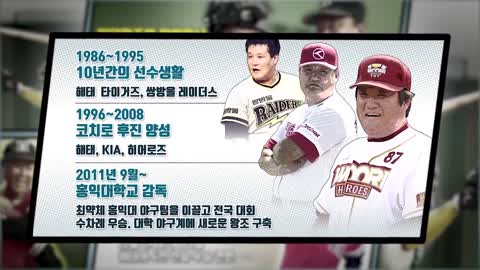 1986~1995
10년간의 선수생활
해태 타이거즈, 쌍방울 레이더스
1996~2008
코치로 후진 양성
해태, KIA, 히어로즈
2011년 9월~
홍익대학교 감독
최약체 홍익대 야구팀을 이끌고 전국 대회
수차례 우승. 대학 야구계에 새로운 왕조 구축
쌍방울
RAIDERS
WOORI
HEROES
87